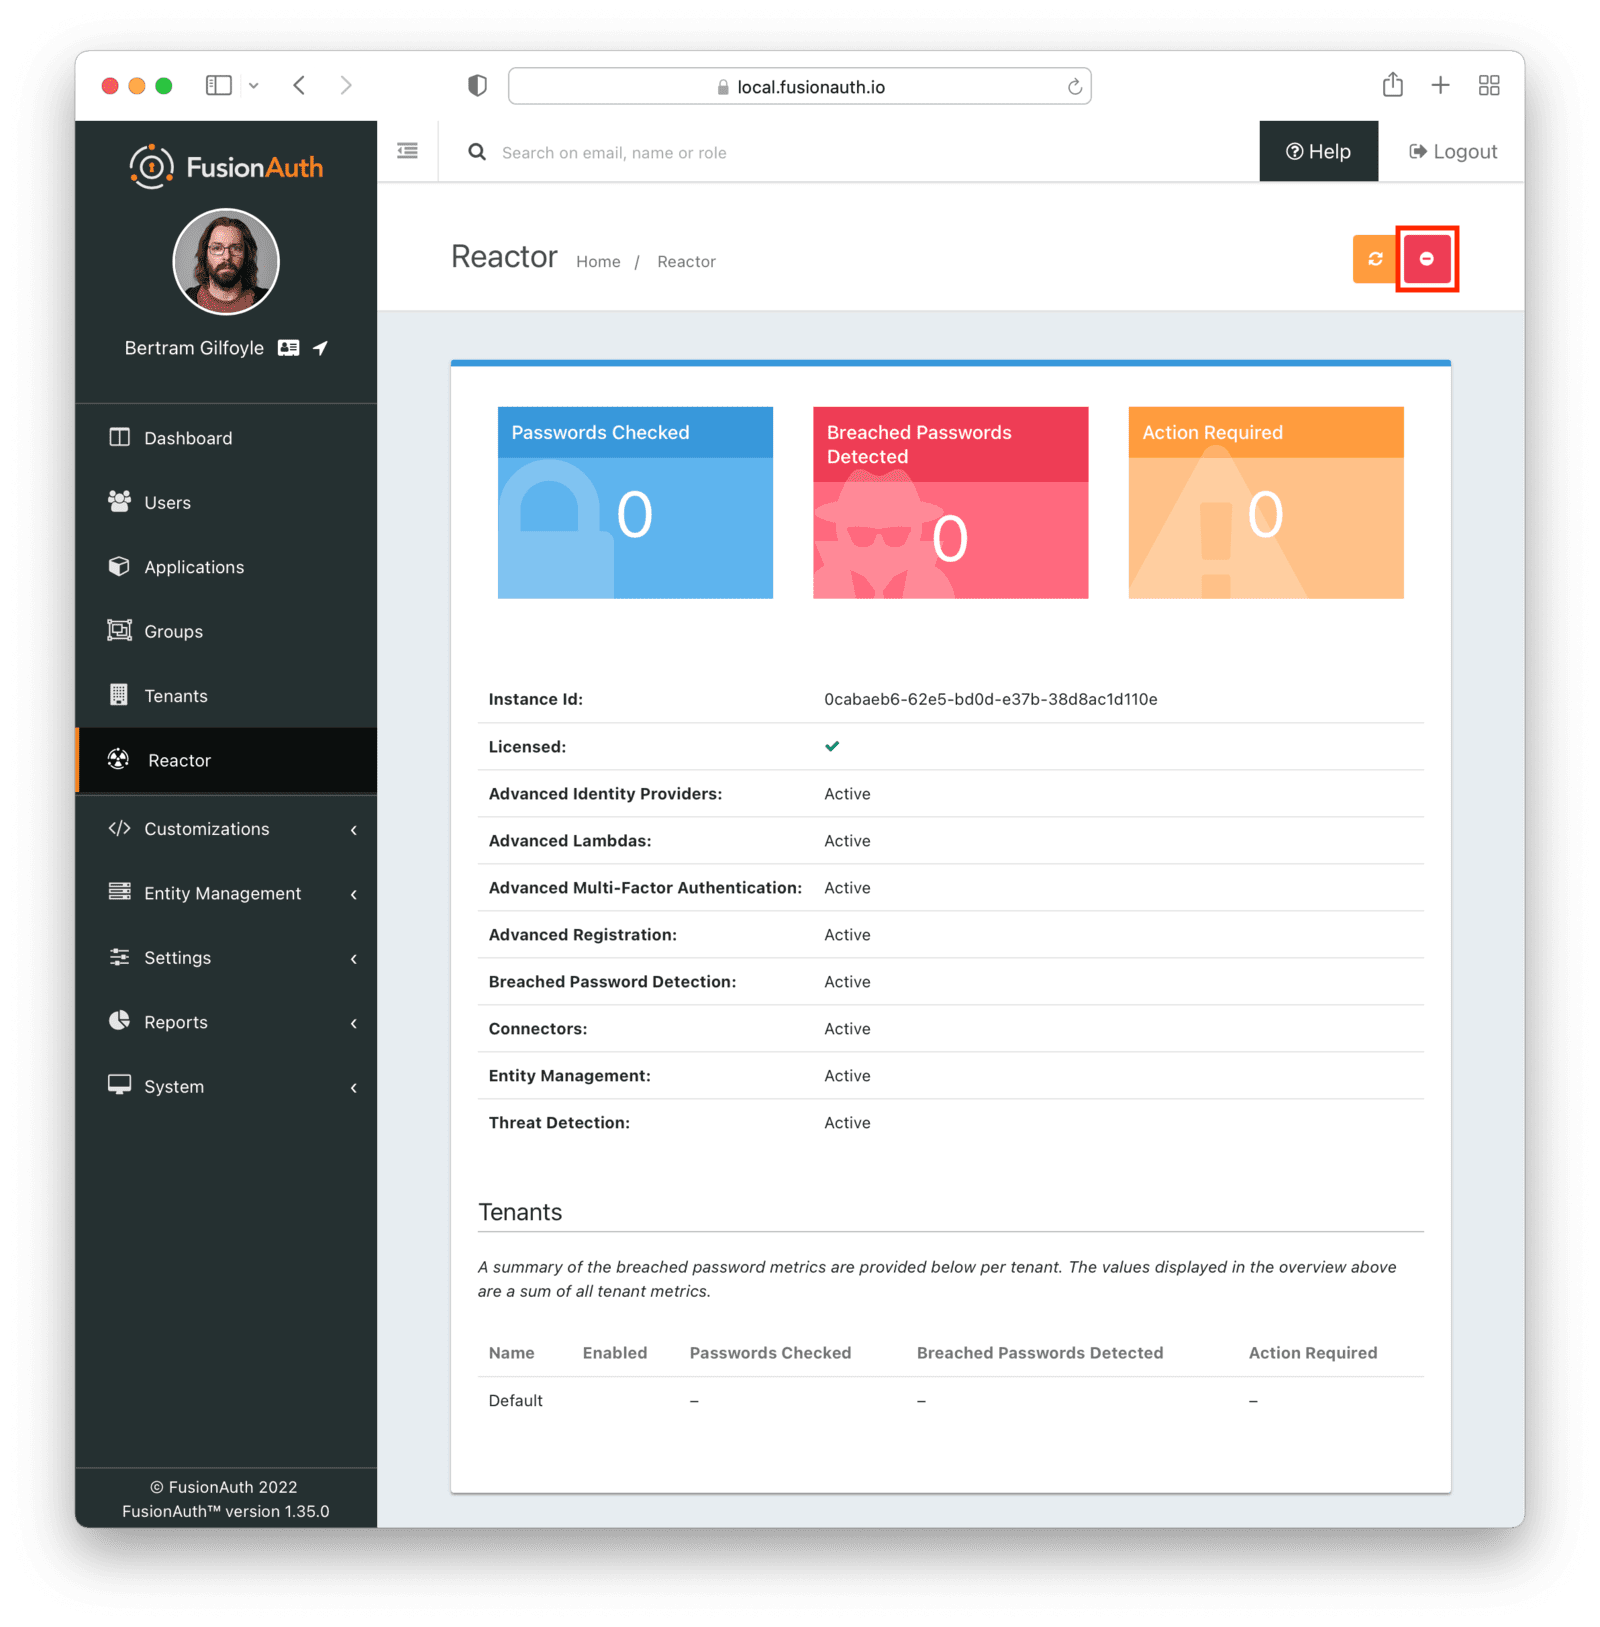 local.fusionauth.io
FusionAuth
Search on email, name or role
Help
Logout
Bertram Gilfoyle
Dashboard
Users
Applications
Groups
Tenants
Reactor
Customizations
Entity Management
Settings
Reports
System
© FusionAuth 2022
FusionAuth™ version 1.35.0
Reactor
Home / Reactor
Passwords Checked
0
Breached Passwords
Detected
0
Action Required
0
Instance Id: 0cabaeb6-62e5-bd0d-e37b-38d8ac1d110e
Licensed:
Advanced Identity Providers: Active
Advanced Lambdas: Active
Advanced Multi-Factor Authentication: Active
Advanced Registration: Active
Breached Password Detection: Active
Connectors: Active
Entity Management: Active
Threat Detection: Active
Tenants
A summary of the breached password metrics are provided below per tenant. The values displayed in the overview above
are a sum of all tenant metrics.
Name Enabled Passwords Checked Breached Passwords Detected Action Required
Default – – –